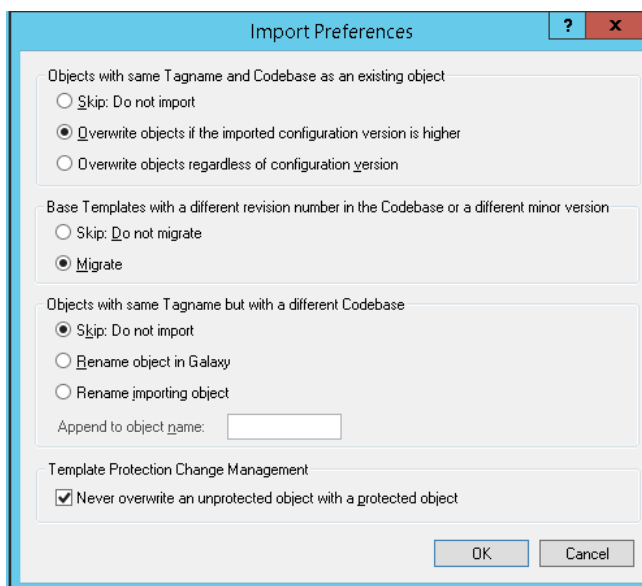 Import Preferences
?
x
Objects with same Tagname and Codebase as an existing object
Skip: Do not import
Overwrite objects if the imported configuration version is higher
Overwrite objects regardless of configuration version
Base Templates with a different revision number in the Codebase or a different minor version
Skip: Do not migrate
Migrate
Objects with same Tagname but with a different Codebase
Skip: Do not import
Rename object in Galaxy
Rename importing object
Append to object name:
Template Protection Change Management
Never overwrite an unprotected object with a protected object
OK
Cancel